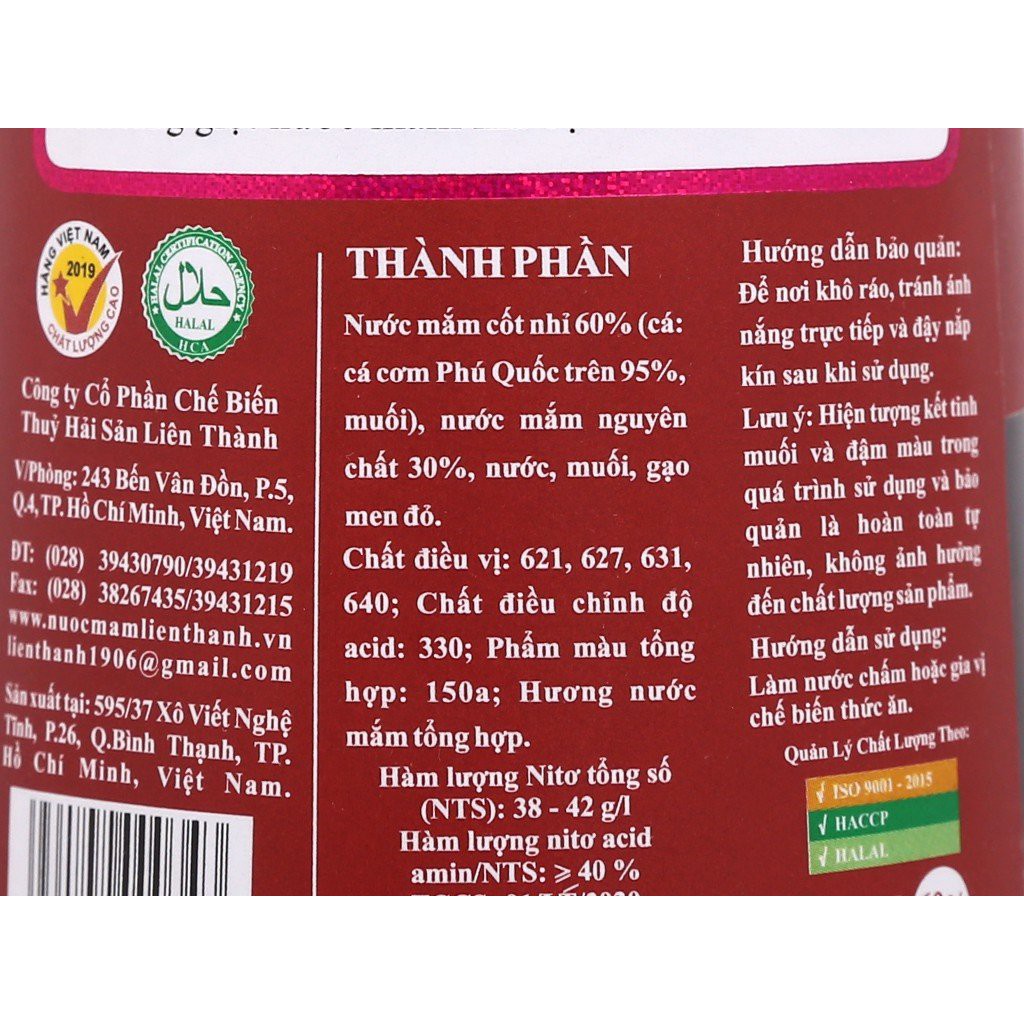 HÀNG VIỆT NAM
2019
CHẤT LƯỢNG CAO
HALAL CERTIFICATION AGENCY
حلال
HALAL
HCA
Công ty Cổ Phần Chế Biến
Thuỷ Hải Sản Liên Thành
V/Phòng: 243 Bến Vân Đồn, P.5,
Q.4, TP. Hồ Chí Minh, Việt Nam.
ĐT: (028) 39430790/39431219
Fax: (028) 38267435/39431215
www.nuocmamlienthanh.vn
lienthanh1906@gmail.com
Sản xuất tại: 595/37 Xô Viết Nghệ
Tĩnh, P.26, Q.Bình Thạnh, TP.
Hồ Chí Minh, Việt Nam.
THÀNH PHẦN
Nước mắm cốt nhỉ 60% (cá:
cá cơm Phú Quốc trên 95%,
muối), nước mắm nguyên
chất 30%, nước, muối, gạo
men đỏ.
Chất điều vị: 621, 627, 631,
640; Chất điều chỉnh độ
acid: 330; Phẩm màu tổng
hợp: 150a; Hương nước
mắm tổng hợp.
Hàm lượng Nitơ tổng số
(NTS): 38 - 42 g/l
Hàm lượng nitơ acid
amin/NTS: ⩾ 40 %
Hướng dẫn bảo quản:
Để nơi khô ráo, tránh ánh
nắng trực tiếp và đậy nắp
kín sau khi sử dụng.
Lưu ý: Hiện tượng kết tinh
muối và đậm màu trong
quá trình sử dụng và bảo
quản là hoàn toàn tự
nhiên, không ảnh hưởng
đến chất lượng sản phẩm.
Hướng dẫn sử dụng:
Làm nước chấm hoặc gia vị
chế biến thức ăn.
Quản Lý Chất Lượng Theo:
√ ISO 9001 - 2015
√ HACCP
√ HALAL